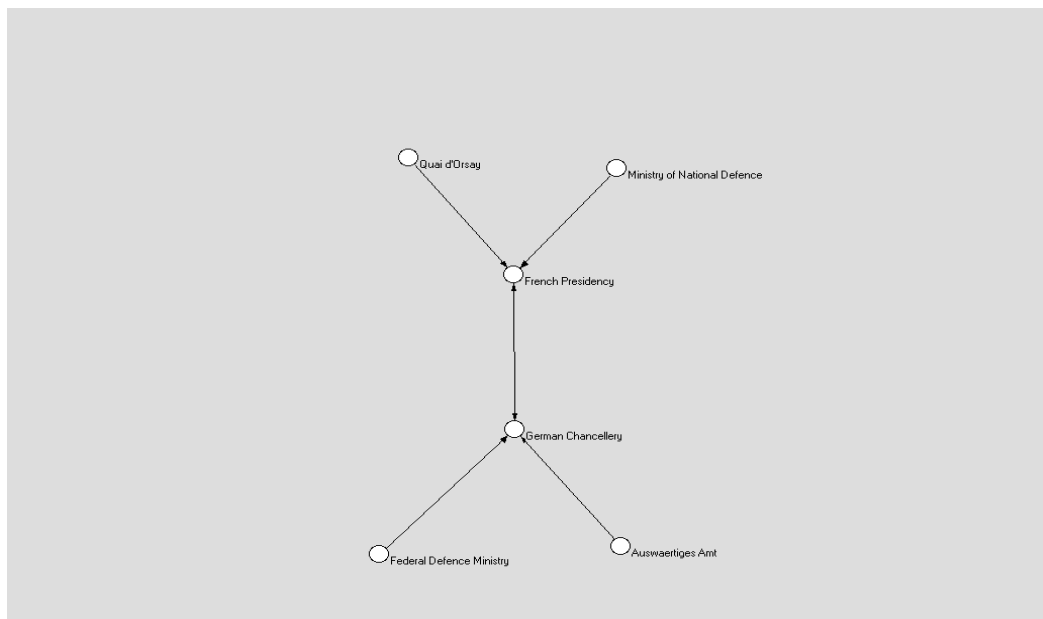 Quai d'Orsay
Ministry of National Defence
French Presidency
German Chancellery
Federal Defence Ministry
Auswaertiges Amt